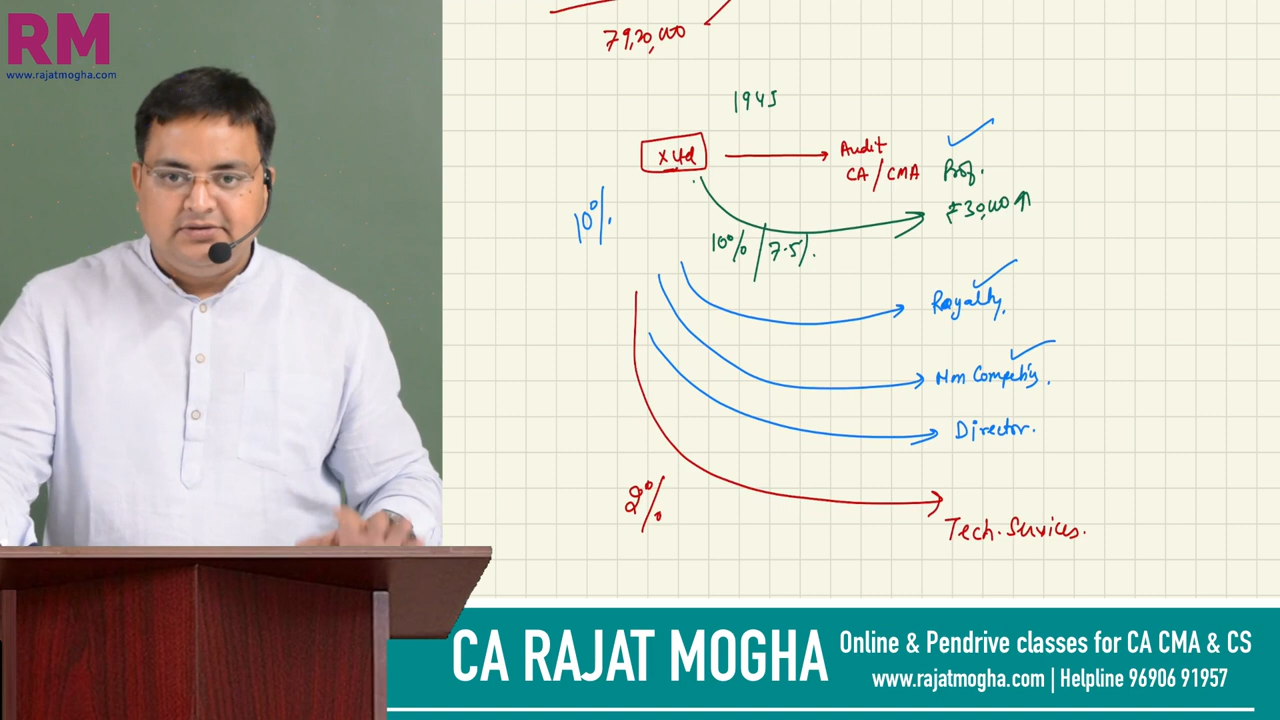 RM
www.rajatmogha.com
79,20,000
194J
X Ltd
Audit
CA/CMA
Prof.
₹30,000↑
10%
10%/7.5%.
Royalty.
Non Compete
Director.
2%
Tech. Services.
CA RAJAT MOGHA
Online & Pendrive classes for CA CMA & CS
www.rajatmogha.com | Helpline 96906 91957